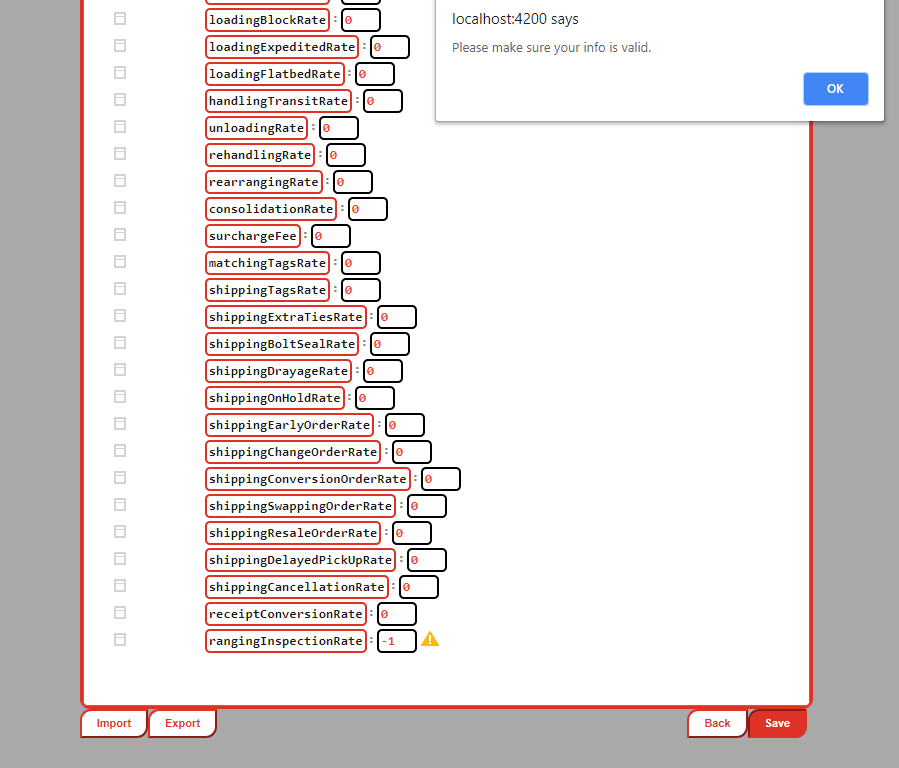 localhost:4200 says
Please make sure your info is valid.
OK
loadingBlockRate : 0
loadingExpeditedRate : 0
loadingFlatbedRate : 0
handlingTransitRate : 0
unloadingRate : 0
rehandlingRate : 0
rearrangingRate : 0
consolidationRate : 0
surchargeFee : 0
matchingTagsRate : 0
shippingTagsRate : 0
shippingExtraTiesRate : 0
shippingBoltSealRate : 0
shippingDrayageRate : 0
shippingOnHoldRate : 0
shippingEarlyOrderRate : 0
shippingChangeOrderRate : 0
shippingConversionOrderRate : 0
shippingSwappingOrderRate : 0
shippingResaleOrderRate : 0
shippingDelayedPickUpRate : 0
shippingCancellationRate : 0
receiptConversionRate : 0
rangingInspectionRate : -1
Import Export Back Save